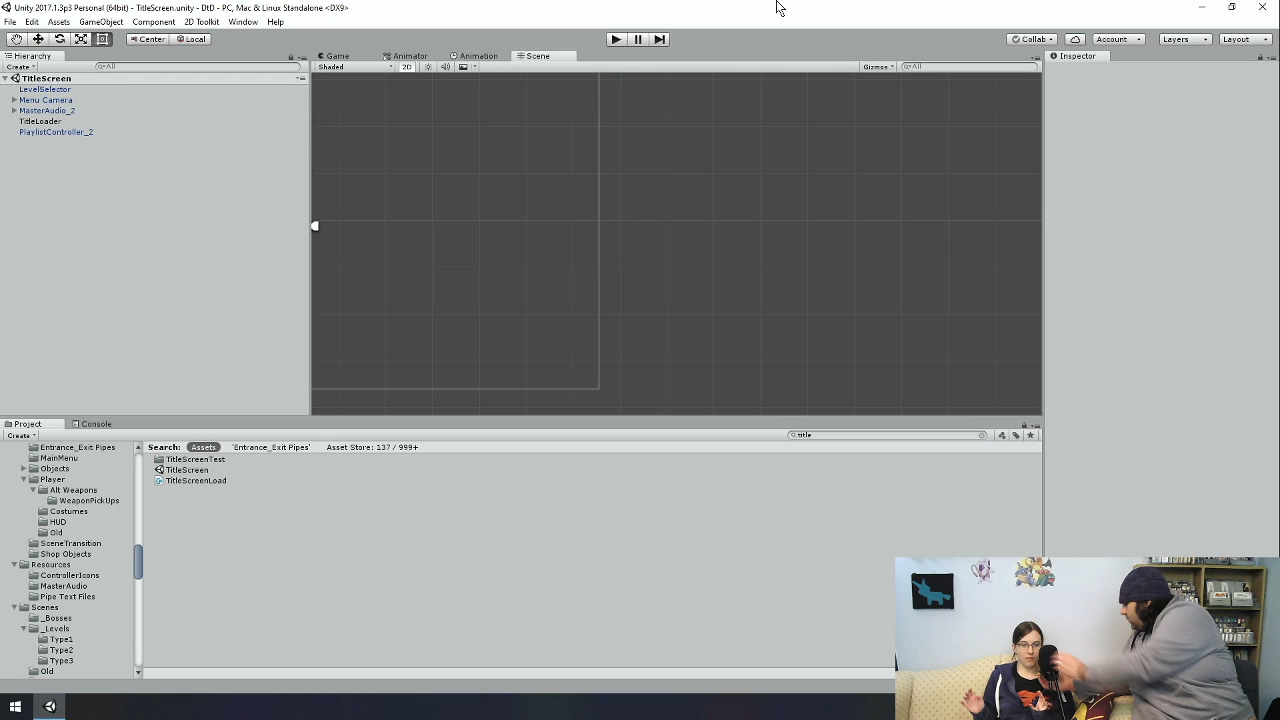 Unity 2017.1.3p3 Personal (64bit) - TitleScreen.unity - DtD - PC, Mac & Linux Standalone <DX9>
File Edit Assets GameObject Component 2D Toolkit Window Help
Center Local Collab Account Layers Layout
Hierarchy Game Animator Animation Scene Inspector
Create All Shaded 2D Gizmos All
TitleScreen
LevelSelector
Menu Camera
MasterAudio_2
TitleLoader
PlaylistController_2
Project Console
Create title
Entrance_Exit Pipes
MainMenu
Objects
Player
Alt Weapons
WeaponPickUps
Costumes
HUD
Old
SceneTransition
Shop Objects
Resources
ControllerIcons
MasterAudio
Pipe Text Files
Scenes
_Bosses
_Levels
Type1
Type2
Type3
Old
Search: Assets 'Entrance_Exit Pipes' Asset Store: 137 / 999+
TitleScreenTest
TitleScreen
TitleScreenLoad